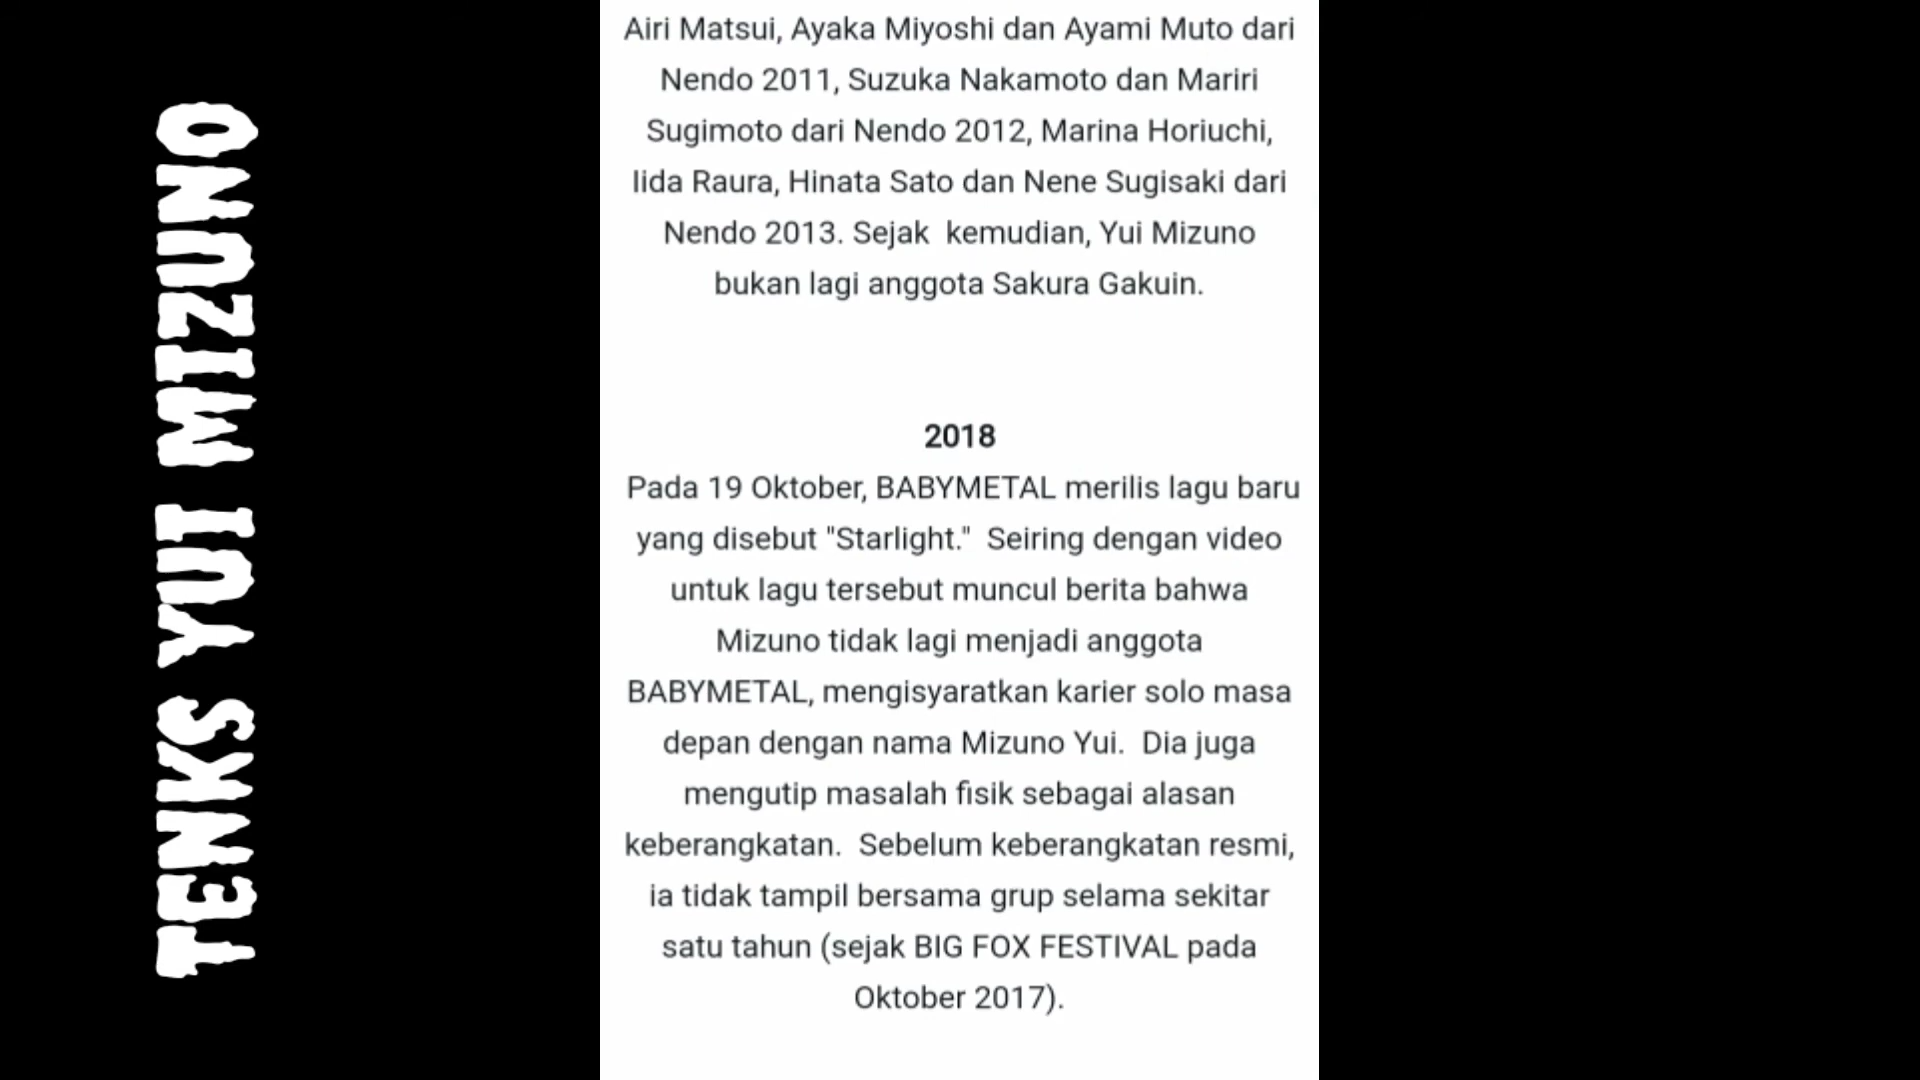 TENKS YUI MIZUNO
Airi Matsui, Ayaka Miyoshi dan Ayami Muto dari
Nendo 2011, Suzuka Nakamoto dan Mariri
Sugimoto dari Nendo 2012, Marina Horiuchi,
Iida Raura, Hinata Sato dan Nene Sugisaki dari
Nendo 2013. Sejak  kemudian, Yui Mizuno
bukan lagi anggota Sakura Gakuin.
2018
Pada 19 Oktober, BABYMETAL merilis lagu baru
yang disebut "Starlight."  Seiring dengan video
untuk lagu tersebut muncul berita bahwa
Mizuno tidak lagi menjadi anggota
BABYMETAL, mengisyaratkan karier solo masa
depan dengan nama Mizuno Yui.  Dia juga
mengutip masalah fisik sebagai alasan
keberangkatan.  Sebelum keberangkatan resmi,
ia tidak tampil bersama grup selama sekitar
satu tahun (sejak BIG FOX FESTIVAL pada
Oktober 2017).